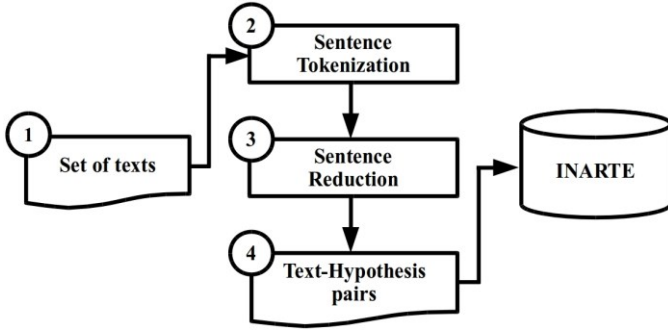 1
Set of texts
2
Sentence
Tokenization
3
Sentence
Reduction
4
Text-Hypothesis
pairs
INARTE